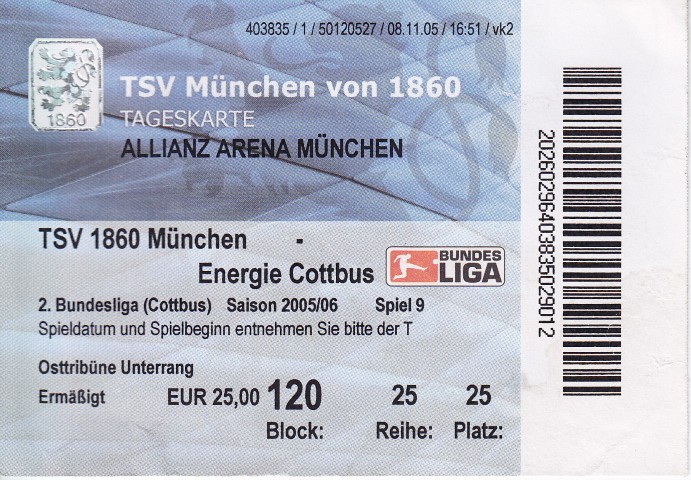 403835 / 1 / 50120527 / 08.11.05 / 16:51 / vk2
1860
TSV München von 1860
TAGESKARTE
ALLIANZ ARENA MÜNCHEN
TSV 1860 München -
Energie Cottbus
BUNDES
LIGA
2. Bundesliga (Cottbus) Saison 2005/06 Spiel 9
Spieldatum und Spielbeginn entnehmen Sie bitte der T
Osttribüne Unterrang
Ermäßigt EUR 25,00 120 25 25
Block: Reihe: Platz:
20260296403835029012